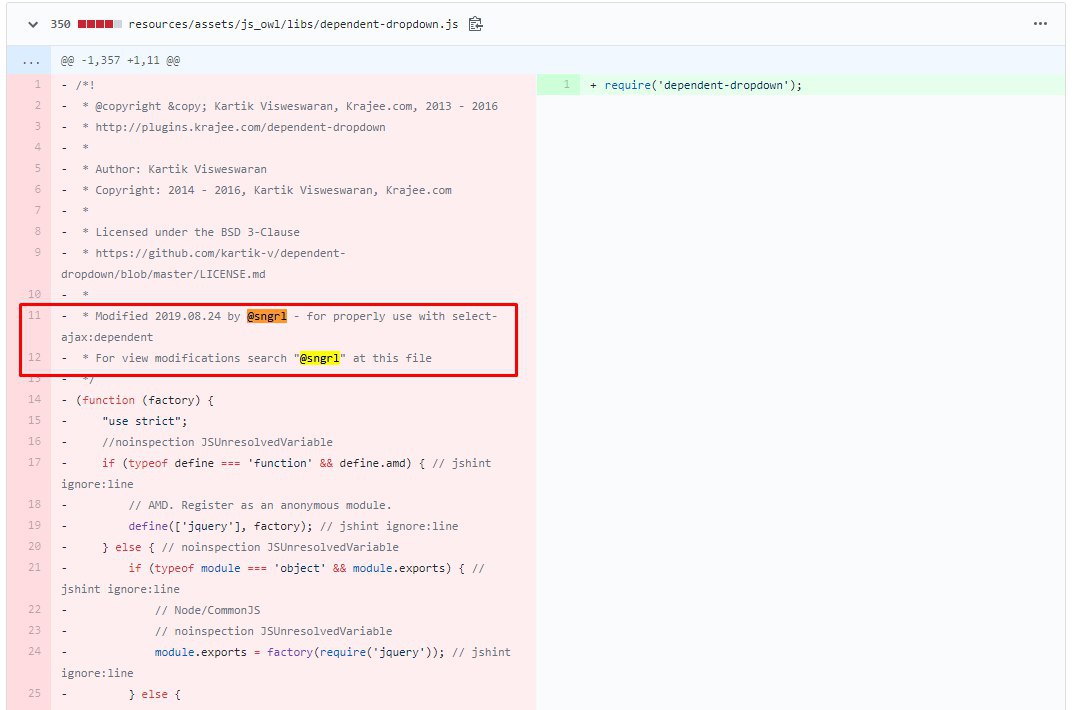 350 resources/assets/js_owl/libs/dependent-dropdown.js
... @@ -1,357 +1,11 @@
1 - /*!
1 + require('dependent-dropdown');
2 - * @copyright &copy; Kartik Visweswaran, Krajee.com, 2013 - 2016
3 - * http://plugins.krajee.com/dependent-dropdown
4 - *
5 - * Author: Kartik Visweswaran
6 - * Copyright: 2014 - 2016, Kartik Visweswaran, Krajee.com
7 - *
8 - * Licensed under the BSD 3-Clause
9 - * https://github.com/kartik-v/dependent-
dropdown/blob/master/LICENSE.md
10 - *
11 - * Modified 2019.08.24 by @sngrl - for properly use with select-
ajax:dependent
12 - * For view modifications search "@sngrl" at this file
13 - */
14 - (function (factory) {
15 - "use strict";
16 - //noinspection JSUnresolvedVariable
17 - if (typeof define === 'function' && define.amd) { // jshint
ignore:line
18 - // AMD. Register as an anonymous module.
19 - define(['jquery'], factory); // jshint ignore:line
20 - } else { // noinspection JSUnresolvedVariable
21 - if (typeof module === 'object' && module.exports) { //
jshint ignore:line
22 - // Node/CommonJS
23 - // noinspection JSUnresolvedVariable
24 - module.exports = factory(require('jquery')); // jshint
ignore:line
25 - } else {